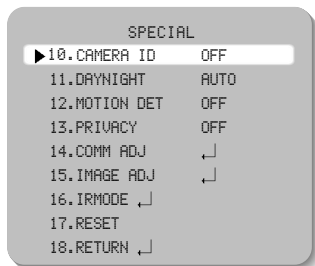 SPECIAL
▶10.CAMERA ID OFF
11.DAYNIGHT AUTO
12.MOTION DET OFF
13.PRIVACY OFF
14.COMM ADJ ↵
15.IMAGE ADJ ↵
16.IRMODE ↵
17.RESET
18.RETURN ↵